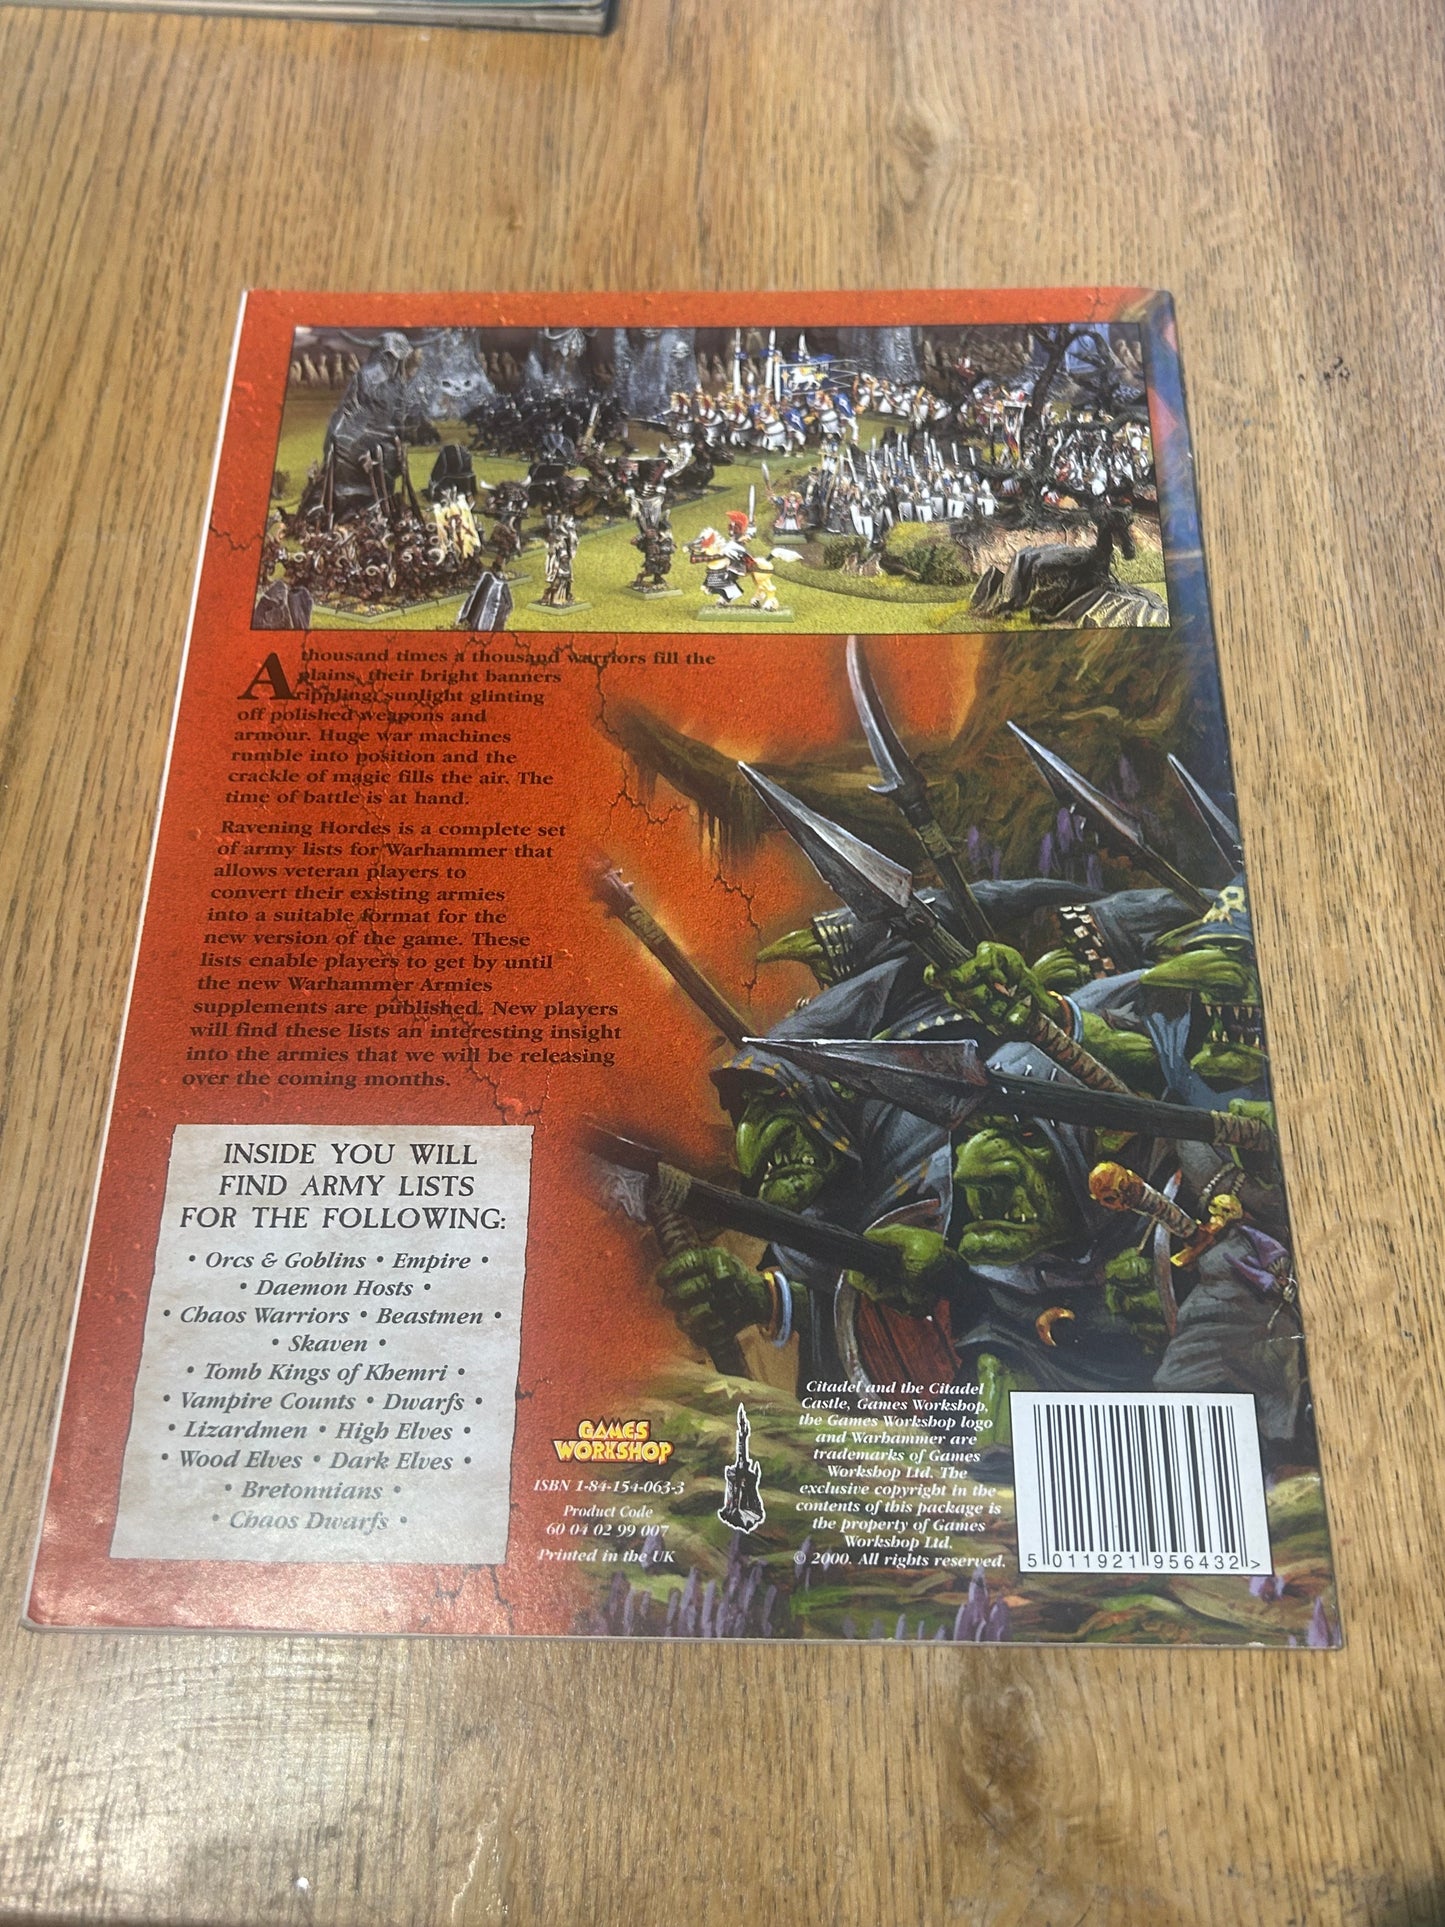 A thousand times a thousand warriors fill the
plains, their bright banners
rippling, sunlight glinting
off polished weapons and
armour. Huge war machines
rumble into position and the
crackle of magic fills the air. The
time of battle is at hand.
Ravening Hordes is a complete set
of army lists for Warhammer that
allows veteran players to
convert their existing armies
into a suitable format for the
new version of the game. These
lists enable players to get by until
the new Warhammer Armies
supplements are published. New players
will find these lists an interesting insight
into the armies that we will be releasing
over the coming months.
INSIDE YOU WILL
FIND ARMY LISTS
FOR THE FOLLOWING:
• Orcs & Goblins • Empire •
• Daemon Hosts •
• Chaos Warriors • Beastmen •
• Skaven •
• Tomb Kings of Khemri •
• Vampire Counts • Dwarfs •
• Lizardmen • High Elves •
• Wood Elves • Dark Elves •
• Bretonnians •
• Chaos Dwarfs •
GAMES
WORKSHOP
ISBN 1-84-154-063-3
Product Code
60 04 02 99 007
Printed in the UK
Citadel and the Citadel
Castle, Games Workshop,
the Games Workshop logo
and Warhammer are
trademarks of Games
Workshop Ltd. The
exclusive copyright in the
contents of this package is
the property of Games
Workshop Ltd.
© 2000. All rights reserved.
5 011921 956432 >